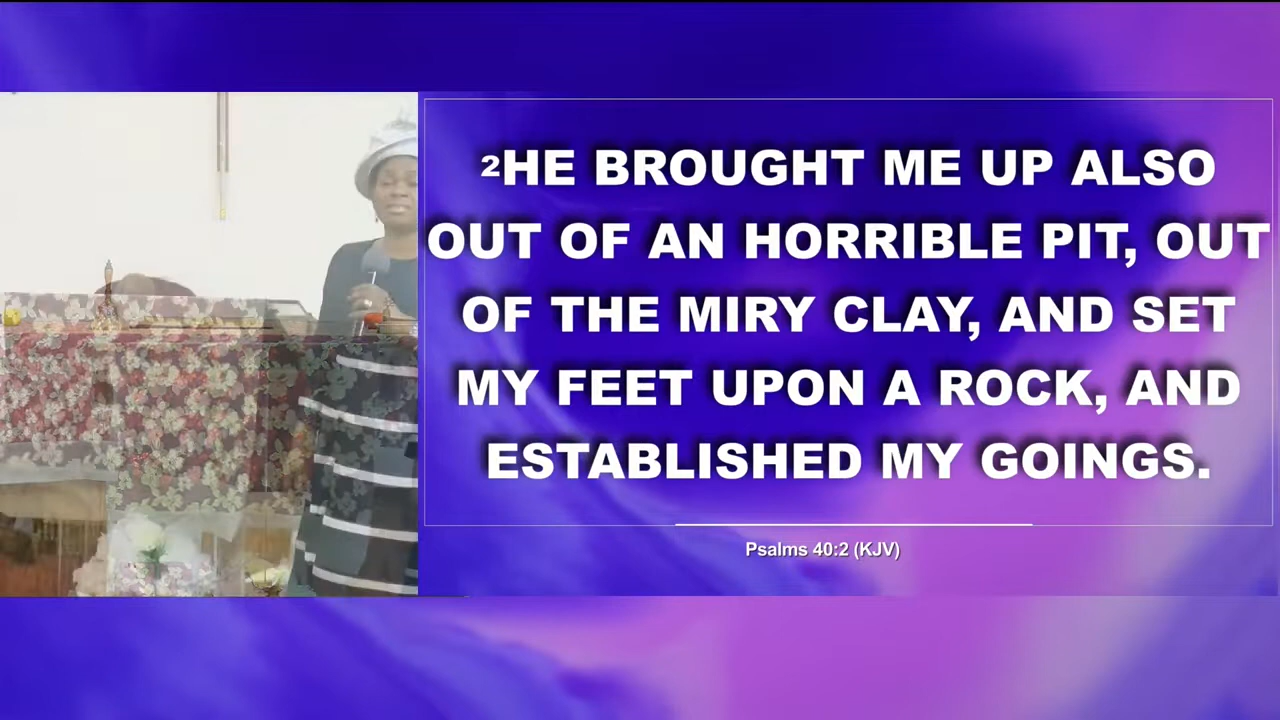 2HE BROUGHT ME UP ALSO
OUT OF AN HORRIBLE PIT, OUT
OF THE MIRY CLAY, AND SET
MY FEET UPON A ROCK, AND
ESTABLISHED MY GOINGS.
Psalms 40:2 (KJV)